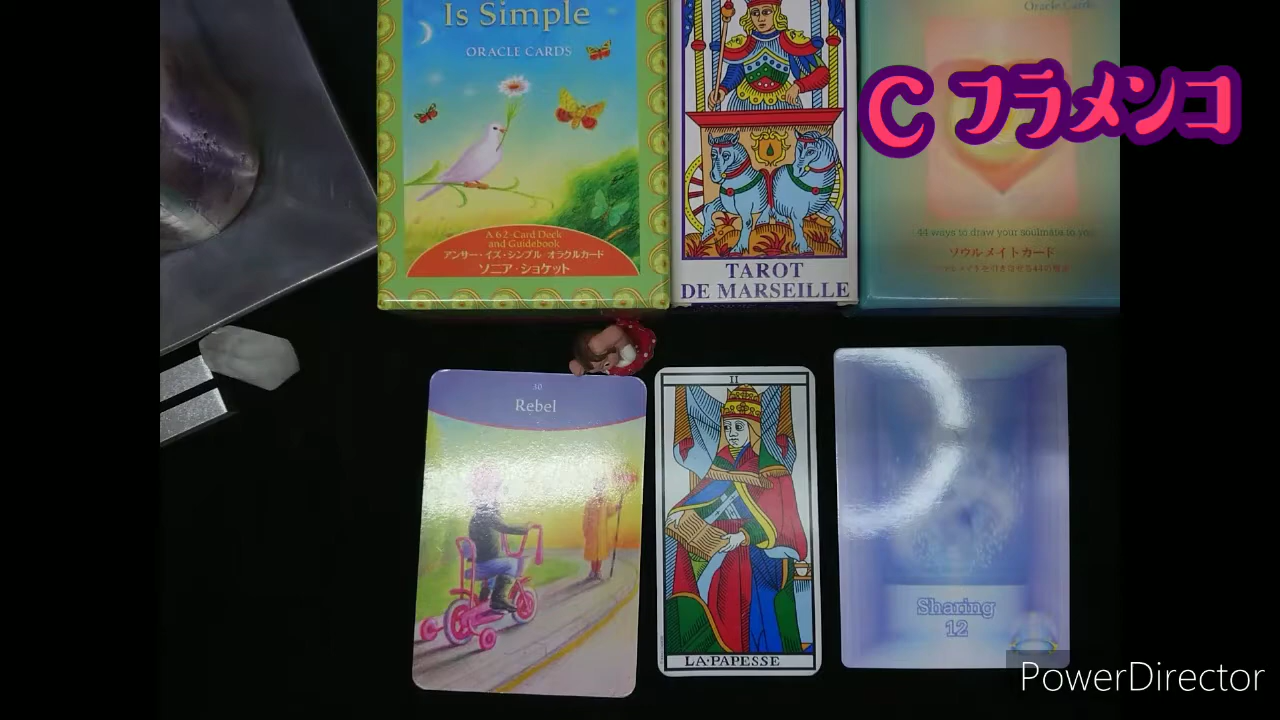 Is Simple
ORACLE CARDS
A 62-Card Deck
and Guidebook
アンサー・イズ・シンプル オラクルカード
ソニア・ショケット
TAROT
DE MARSEILLE
Oracle Cards
C フラメンコ
44 ways to draw your soulmate to you
ソウルメイトカード
30
Rebel
II
LA·PAPESSE
Sharing
12
PowerDirector